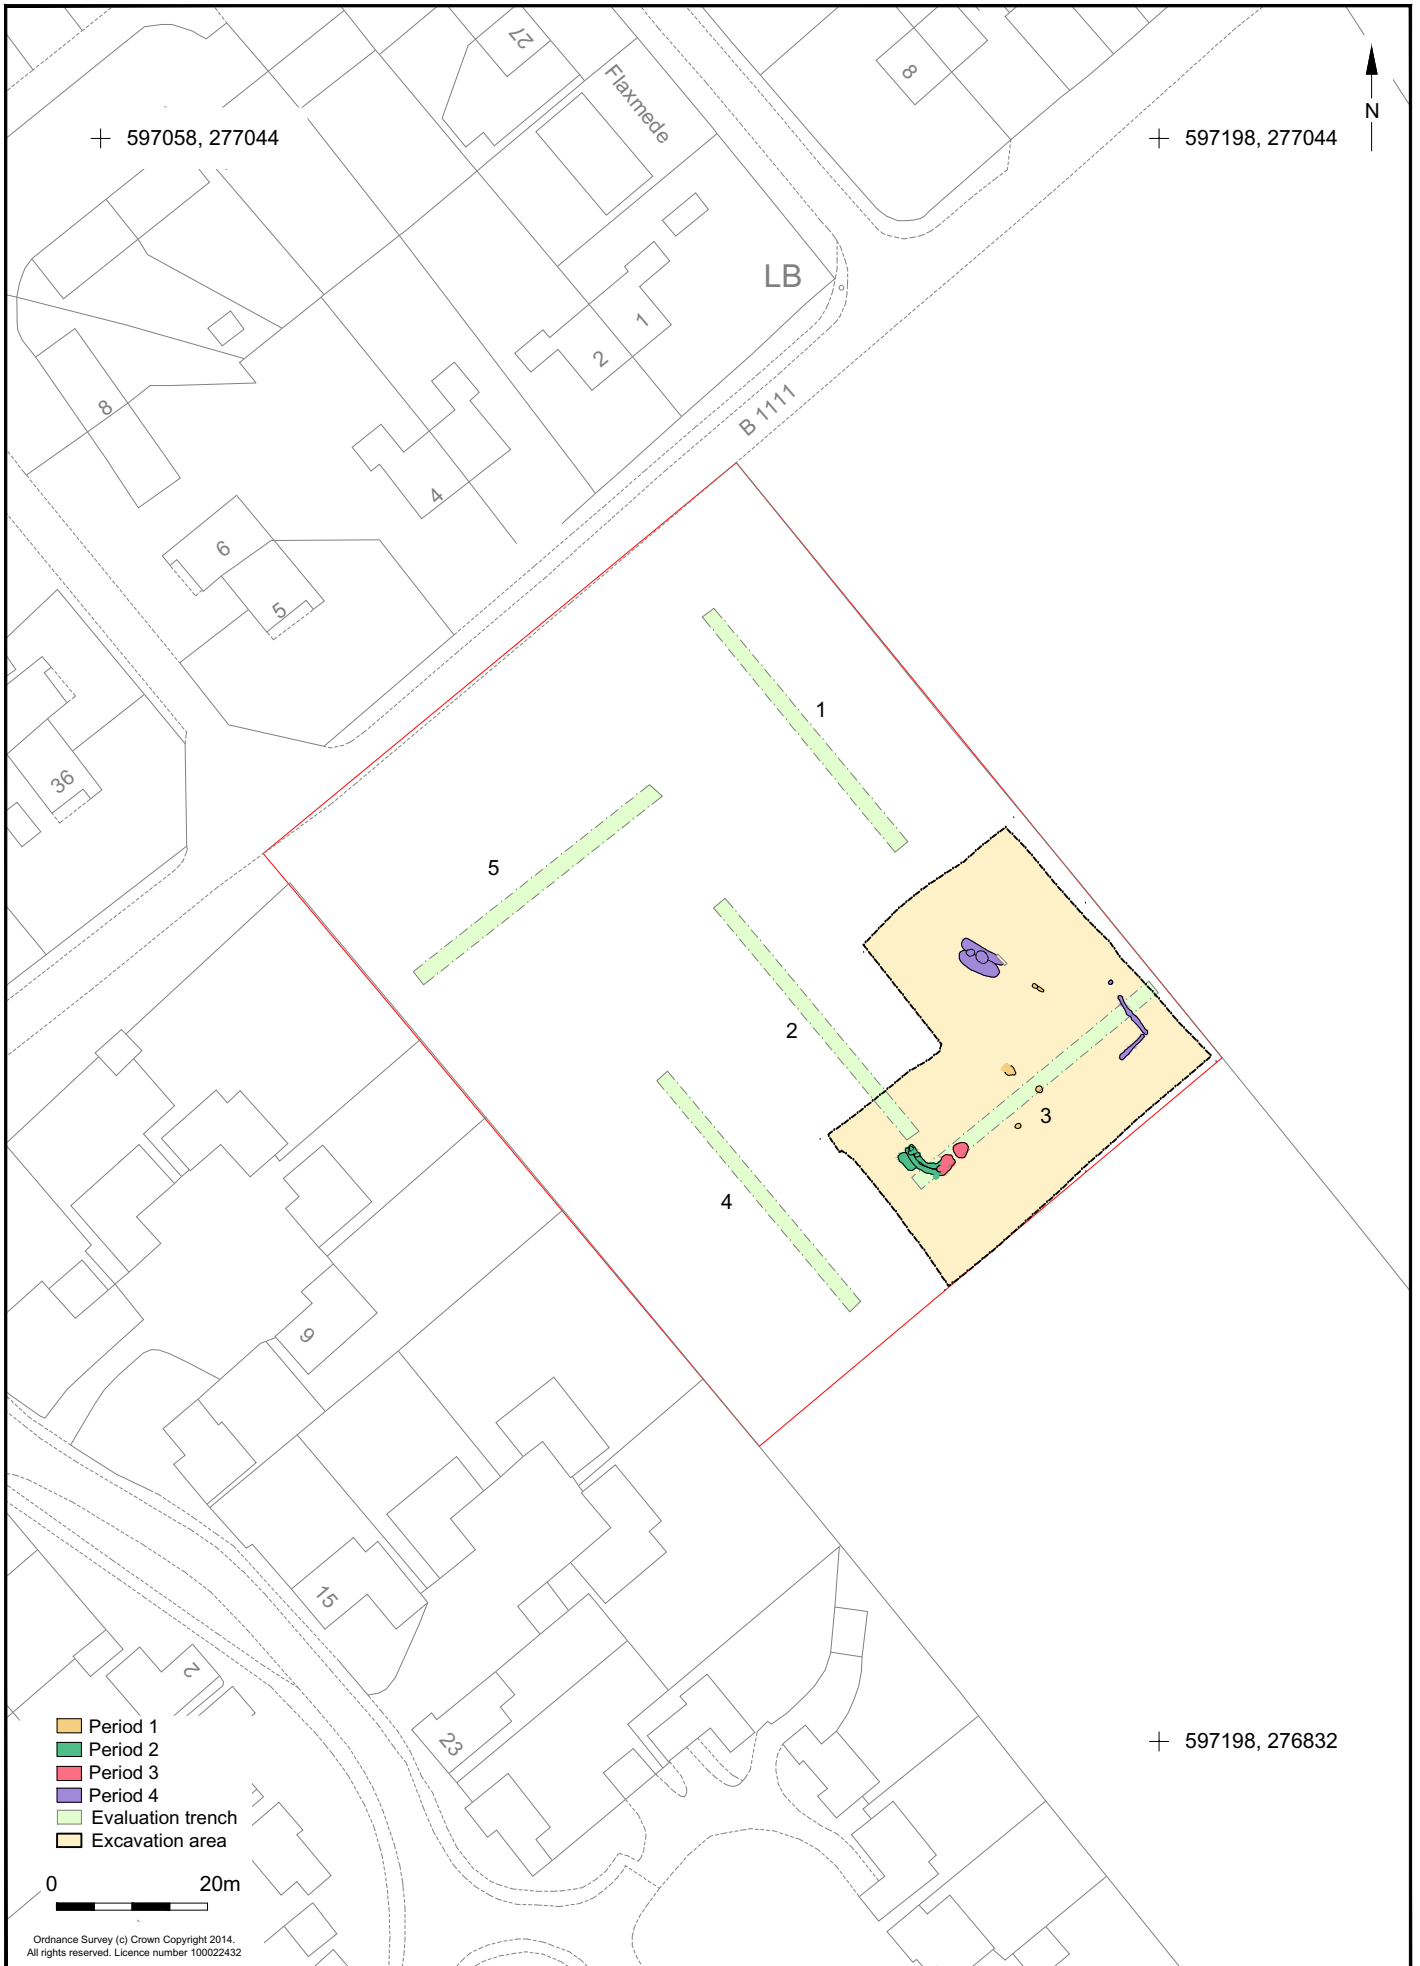 27
Flaxmede
8
N
597058, 277044
597198, 277044
LB
1
2
B 1111
8
4
6
5
36
1
5
2
3
4
9
15
2
23
597198, 276832
Period 1
Period 2
Period 3
Period 4
Evaluation trench
Excavation area
0 20m
Ordnance Survey (c) Crown Copyright 2014.
All rights reserved. Licence number 100022432